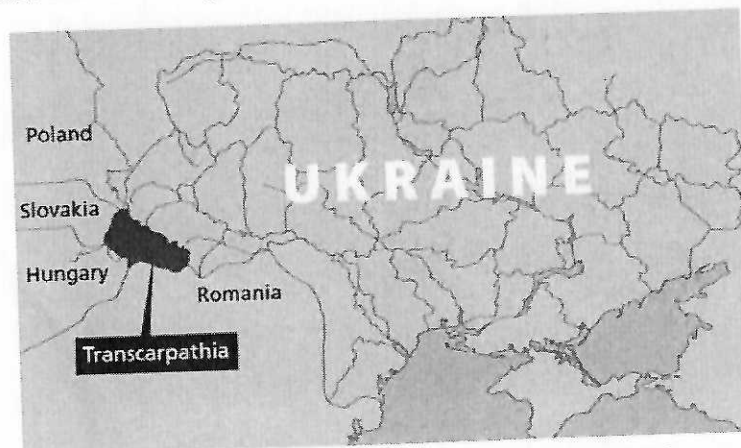 Poland
UKRAINE
Slovakia
Hungary
Romania
Transcarpathia